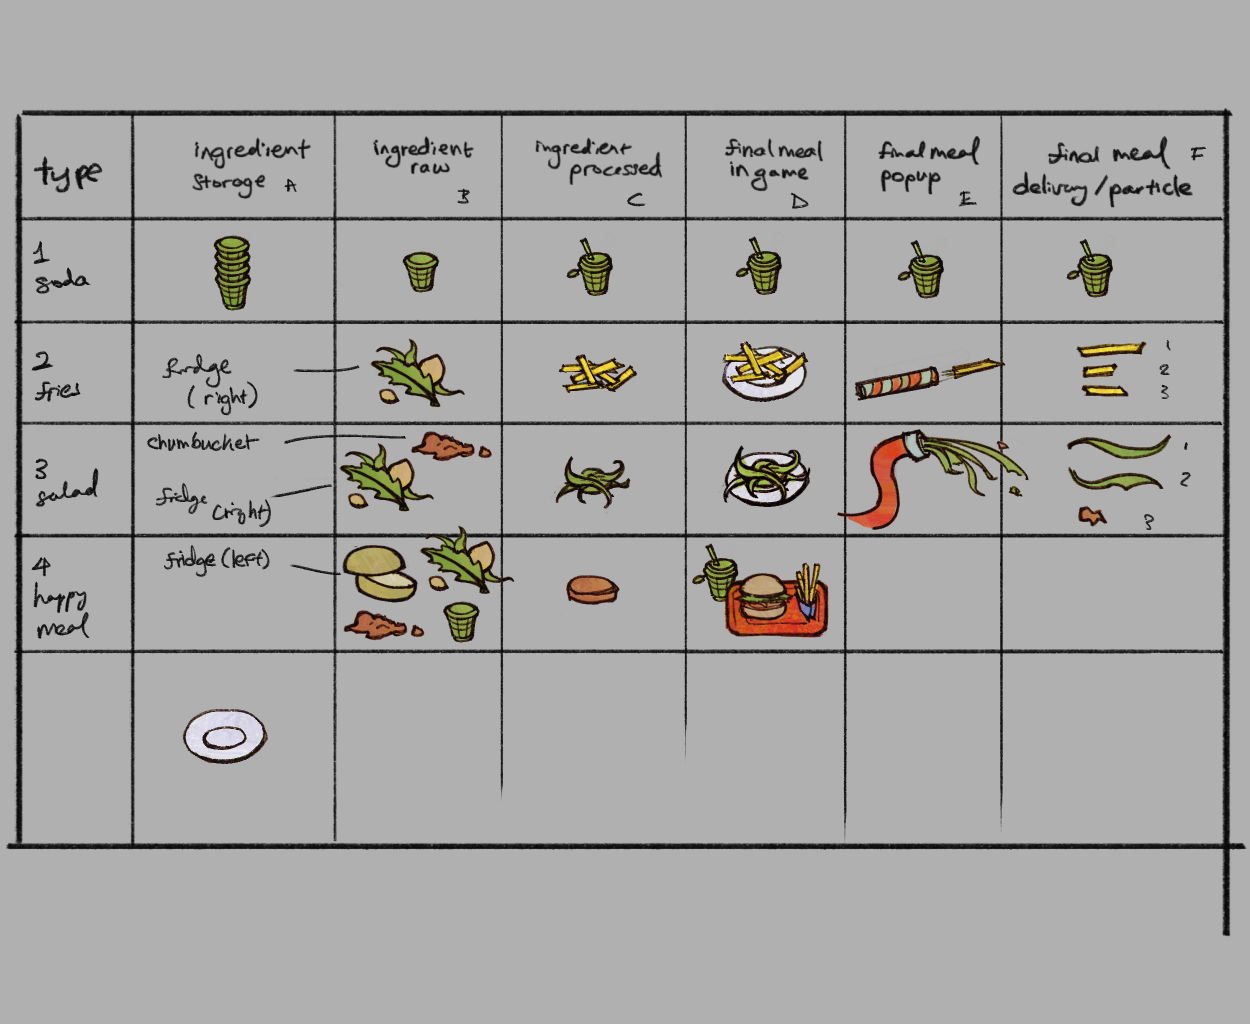 type
ingredient
storage A
ingredient
raw
B
ingredient
processed
C
final meal
in game
D
final meal
popup
E
final meal F
delivery/particle
1
soda
2
fries
fridge
(right)
1
2
3
3
salad
chumbucket
fridge
(right)
1
2
3
4
happy
meal
fridge (left)